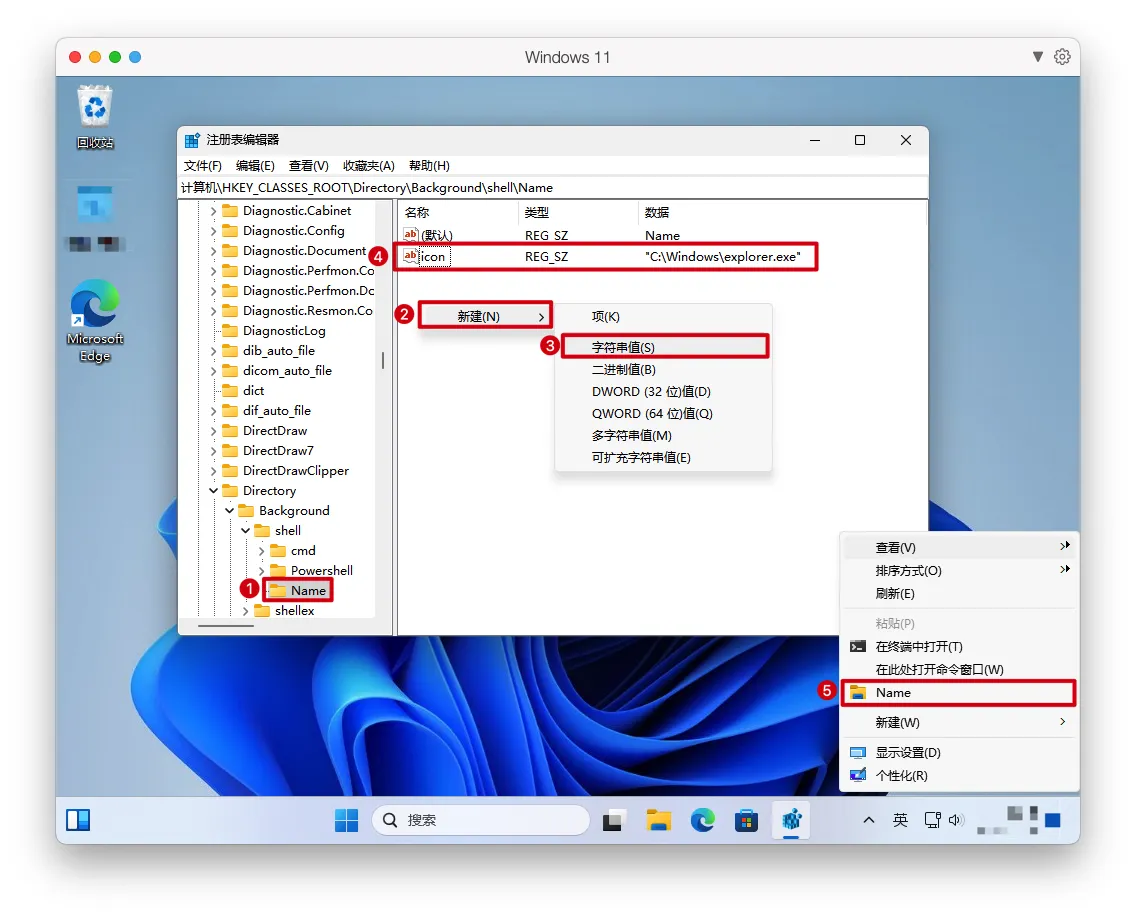 Windows 11
回收站
Microsoft
Edge
注册表编辑器
文件(F) 编辑(E) 查看(V) 收藏夹(A) 帮助(H)
计算机\HKEY_CLASSES_ROOT\Directory\Background\shell\Name
Diagnostic.Cabinet
Diagnostic.Config
Diagnostic.Document
Diagnostic.Perfmon.Co
Diagnostic.Perfmon.Dc
Diagnostic.Resmon.Co
DiagnosticLog
dib_auto_file
dicom_auto_file
dict
dif_auto_file
DirectDraw
DirectDraw7
DirectDrawClipper
Directory
Background
shell
cmd
Powershell
1 Name
shellex
名称 类型 数据
ab (默认) REG_SZ Name
4 ab icon REG_SZ "C:\Windows\explorer.exe"
2 新建(N)
项(K)
3 字符串值(S)
二进制值(B)
DWORD (32 位)值(D)
QWORD (64 位)值(Q)
多字符串值(M)
可扩充字符串值(E)
查看(V)
排序方式(O)
刷新(E)
粘贴(P)
在终端中打开(T)
在此处打开命令窗口(W)
5 Name
新建(W)
显示设置(D)
个性化(R)
搜索
英